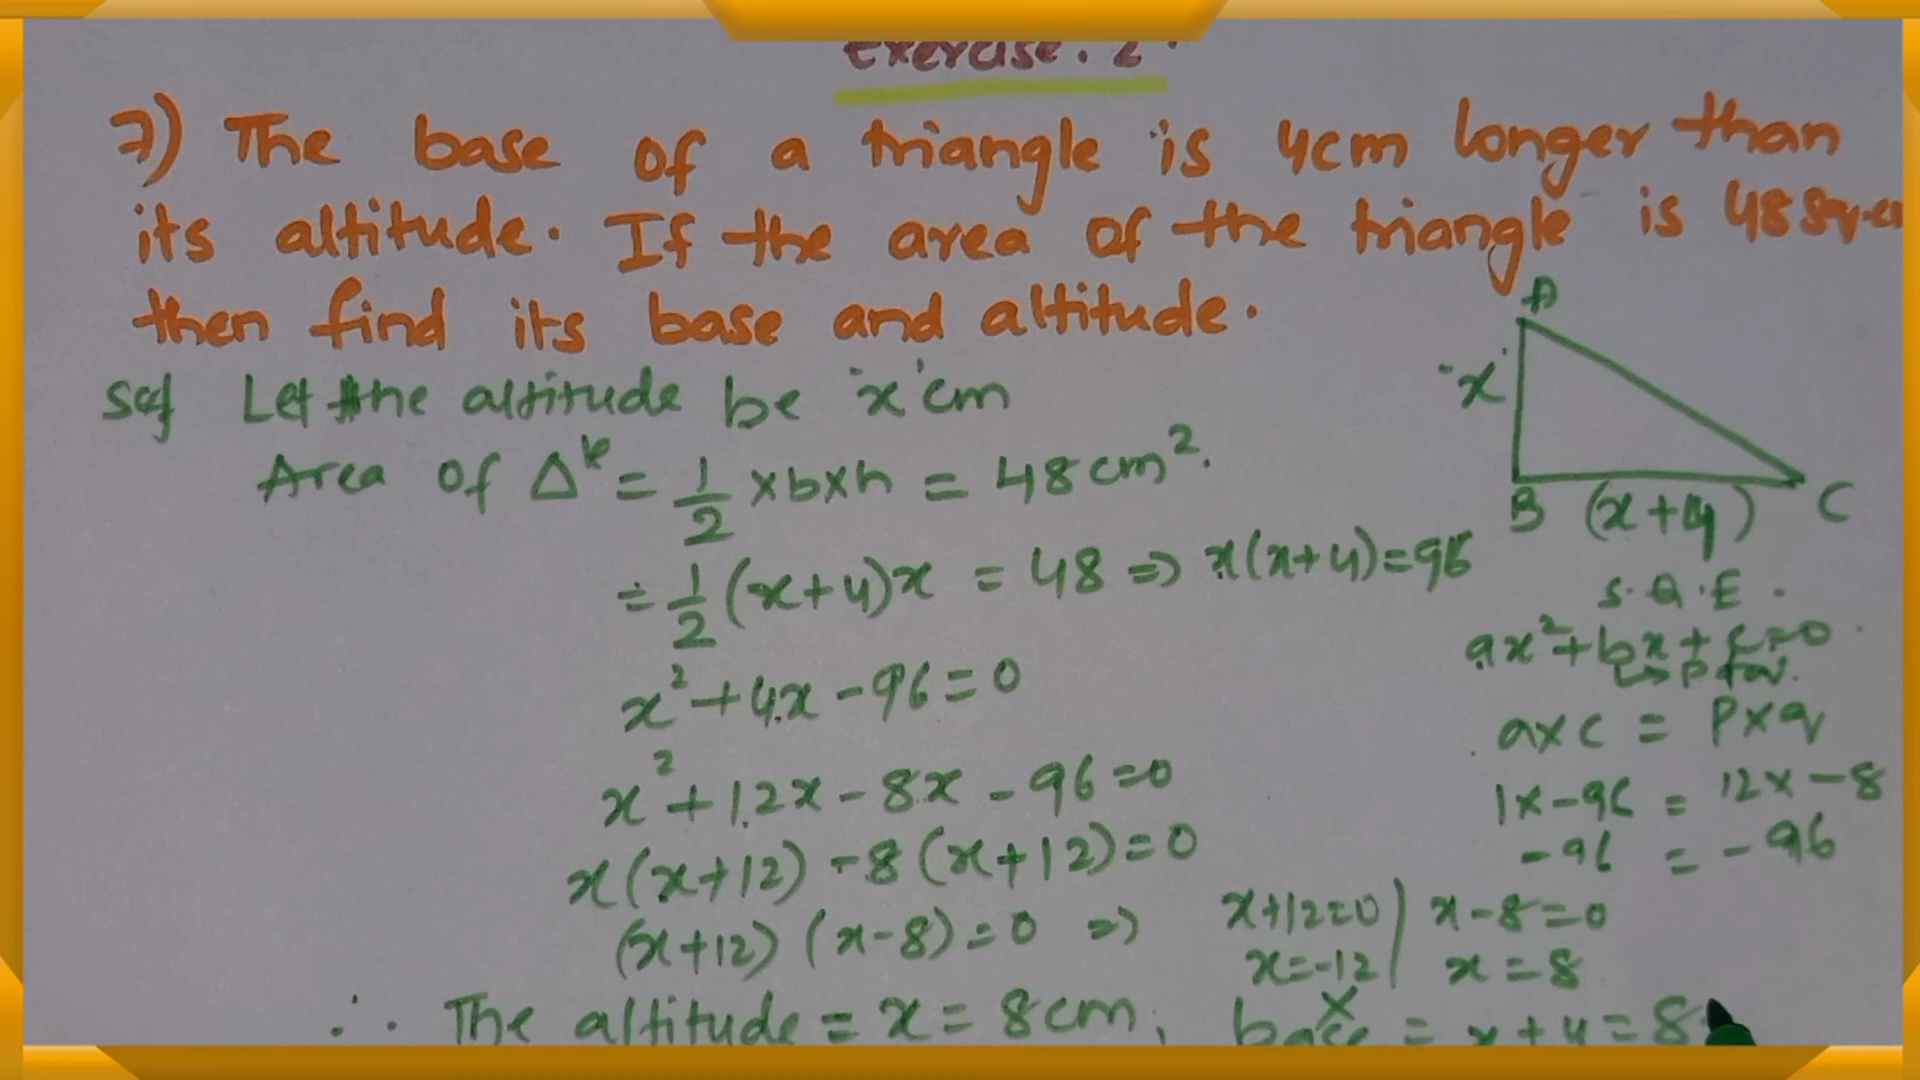 Exercise. 2
7) The base of a triangle is 4cm longer than
its altitude. If the area of the triangle is 48 sq.c
then find its base and altitude.
Sol Let the altitude be 'x' cm
Area of Δle = 1/2 ×b×h = 48cm².
= 1/2 (x+4)x = 48 => x(x+4)=96
x²+4x-96=0
x²+12x-8x-96=0
x(x+12)-8(x+12)=0
(x+12)(x-8)=0 =>
A
x
B (x+4) C
S.Q.E.
ax²+bx+c=0
a×c = p×q
1×-96 = 12×-8
-96 = -96
x+12=0 | x-8=0
x=-12 | x=8
×
∴ The altitude = x = 8cm, base = x+4=8